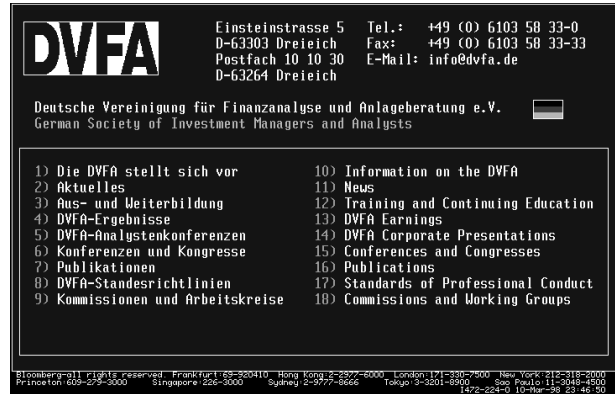 DVFA
Einsteinstrasse 5 Tel.: +49 (0) 6103 58 33-0
D-63303 Dreieich Fax: +49 (0) 6103 58 33-33
Postfach 10 10 30 E-Mail: info@dvfa.de
D-63264 Dreieich
Deutsche Vereinigung für Finanzanalyse und Anlageberatung e.V.
German Society of Investment Managers and Analysts
1) Die DVFA stellt sich vor 10) Information on the DVFA
2) Aktuelles 11) News
3) Aus- und Weiterbildung 12) Training and Continuing Education
4) DVFA-Ergebnisse 13) DVFA Earnings
5) DVFA-Analystenkonferenzen 14) DVFA Corporate Presentations
6) Konferenzen und Kongresse 15) Conferences and Congresses
7) Publikationen 16) Publications
8) DVFA-Standesrichtlinien 17) Standards of Professional Conduct
9) Kommissionen und Arbeitskreise 18) Commissions and Working Groups
Bloomberg-all rights reserved. Frankfurt:69-920410 Hong Kong:2-2977-6000 London:171-330-7500 New York:212-318-2000
Princeton:609-279-3000 Singapore:226-3000 Sydney:2-9777-8666 Tokyo:3-3201-8900 Sao Paulo:11-3048-4500
I472-224-0 10-Mar-98 23:46:50